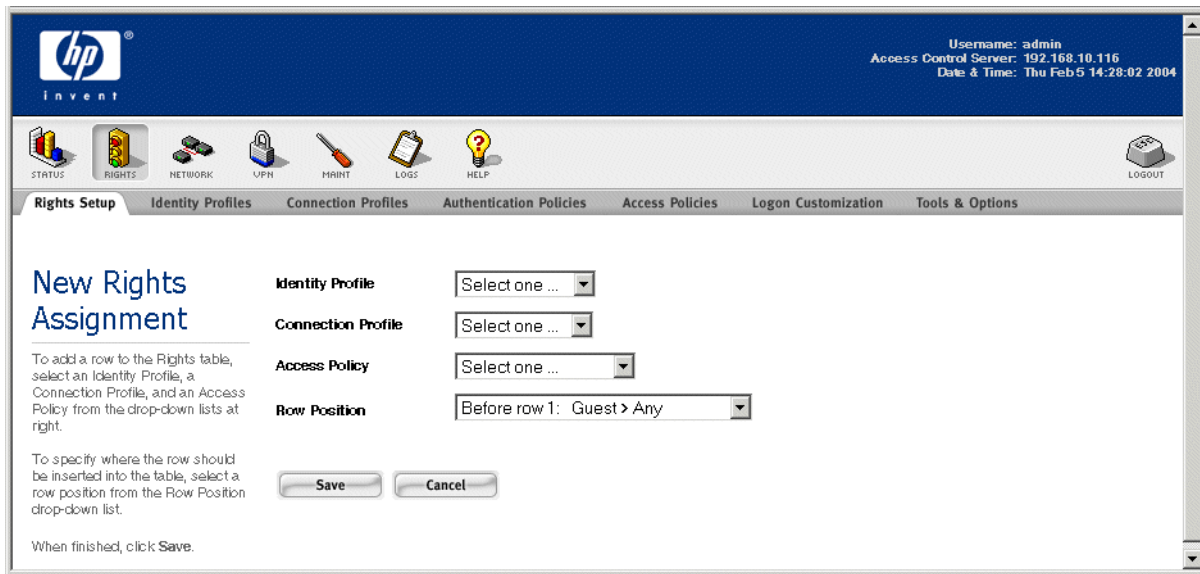 hp ®
invent
Username: admin
Access Control Server: 192.168.10.116
Date & Time: Thu Feb 5 14:28:02 2004
STATUS RIGHTS NETWORK VPN MAINT LOGS HELP LOGOUT
Rights Setup Identity Profiles Connection Profiles Authentication Policies Access Policies Logon Customization Tools & Options
New Rights
Assignment
To add a row to the Rights table,
select an Identity Profile, a
Connection Profile, and an Access
Policy from the drop-down lists at
right.
To specify where the row should
be inserted into the table, select a
row position from the Row Position
drop-down list.
When finished, click Save.
Identity Profile Select one ...
Connection Profile Select one ...
Access Policy Select one ...
Row Position Before row 1: Guest > Any
Save Cancel